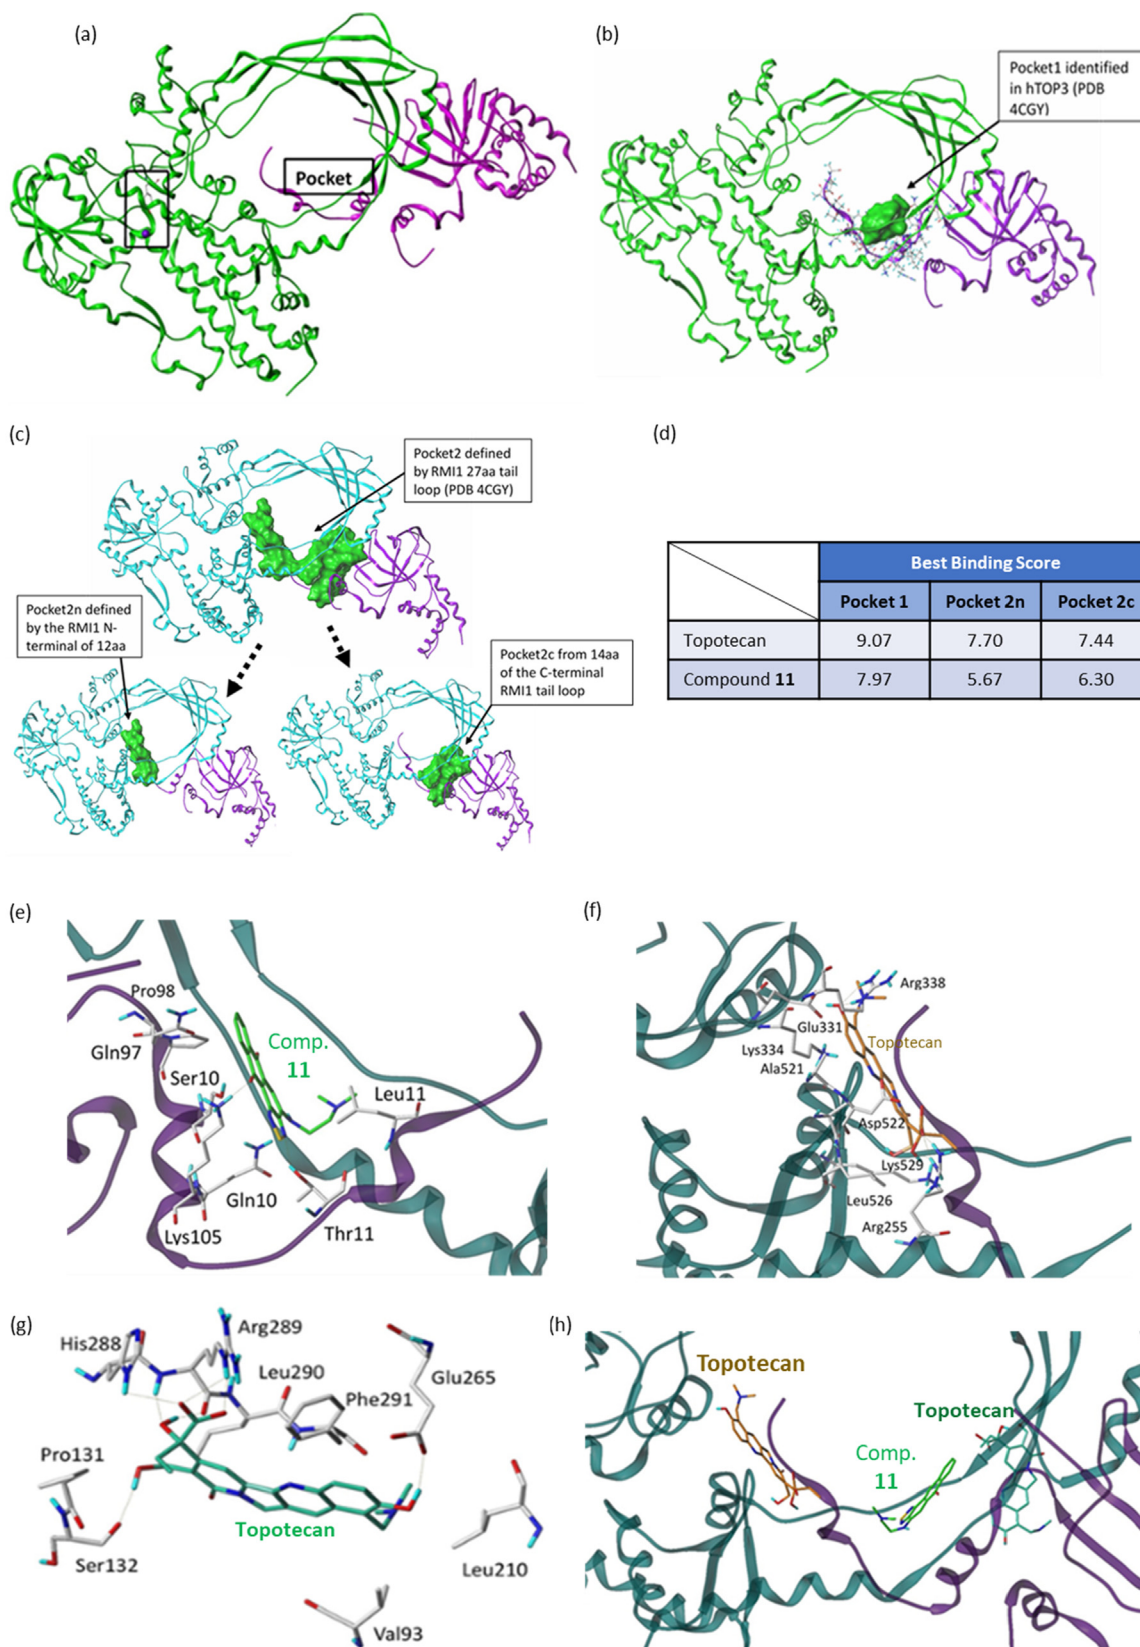 (a)
Pocket
(b)
Pocket1 identified
in hTOP3 (PDB
4CGY)
(c)
Pocket2 defined
by RMI1 27aa tail
loop (PDB 4CGY)
Pocket2n defined
by the RMI1 N-
terminal of 12aa
Pocket2c from 14aa
of the C-terminal
RMI1 tail loop
(d)
Best Binding Score
Pocket 1 Pocket 2n Pocket 2c
Topotecan 9.07 7.70 7.44
Compound 11 7.97 5.67 6.30
(e)
Pro98
Gln97
Ser10
Comp.
11
Leu11
Gln10
Lys105
Thr11
(f)
Arg338
Glu331
Topotecan
Lys334
Ala521
Asp522
Lys529
Leu526
Arg255
(g)
His288
Arg289
Leu290
Glu265
Phe291
Pro131
Topotecan
Ser132
Leu210
Val93
(h)
Topotecan
Topotecan
Comp.
11